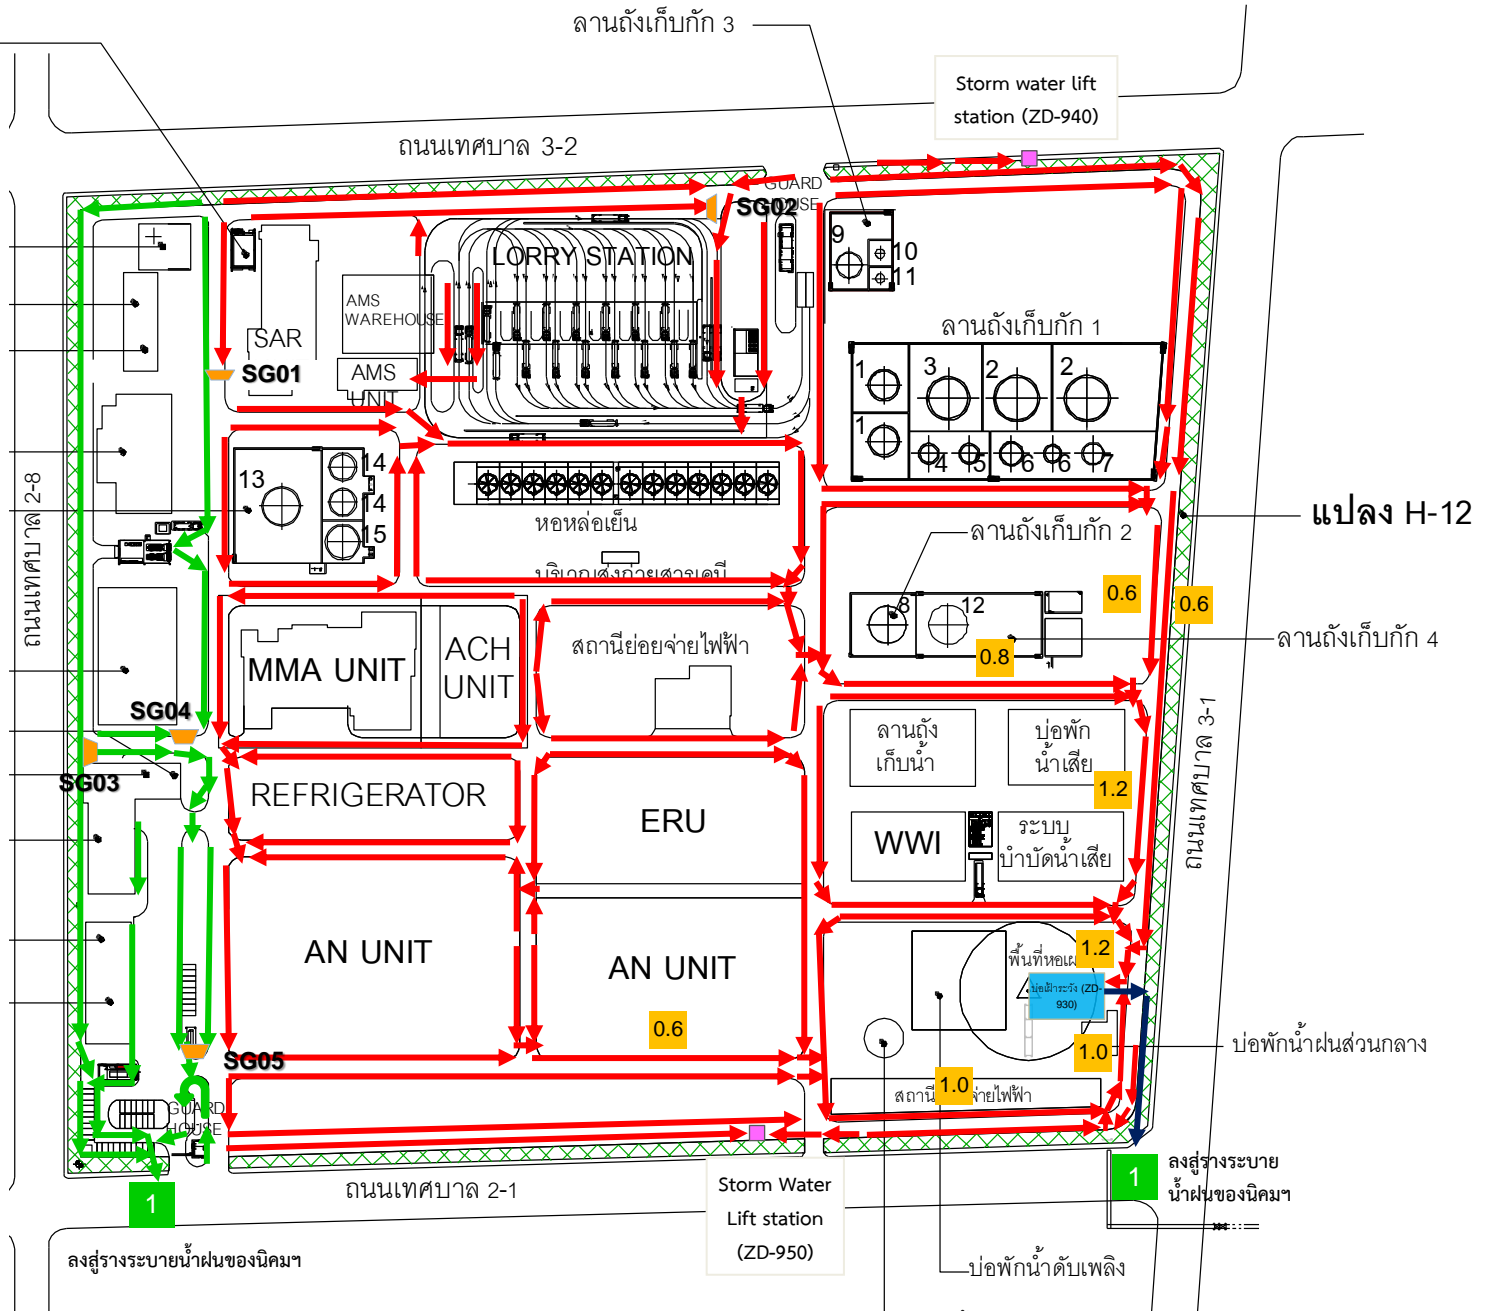 ลานถังเก็บกัก 3
Storm water lift
station (ZD-940)
ถนนเทศบาล 3-2
GUARD
HOUSE
SG02
9
10
11
LORRY STATION
AMS
WAREHOUSE
SAR
SG01
AMS
UNIT
ลานถังเก็บกัก 1
1
3
2
2
1
4
5
6
6
7
13
14
14
15
ถนนเทศบาล 2-8
หอหล่อเย็น
แปลง H-12
ลานถังเก็บกัก 2
8
12
0.6
0.6
0.8
ลานถังเก็บกัก 4
MMA UNIT
ACH
UNIT
สถานีย่อยจ่ายไฟฟ้า
SG04
SG03
ลานถัง
เก็บน้ำ
บ่อพัก
น้ำเสีย
1.2
ถนนเทศบาล 3-1
REFRIGERATOR
ERU
WWI
ระบบ
บำบัดน้ำเสีย
AN UNIT
AN UNIT
0.6
1.2
บ่อเฝ้าระวัง (ZD-
930)
1.0
บ่อพักน้ำฝนส่วนกลาง
1.0
SG05
GUARD
HOUSE
1
ลงสู่รางระบายน้ำฝนของนิคมฯ
ถนนเทศบาล 2-1
Storm Water
Lift station
(ZD-950)
1
ลงสู่รางระบาย
น้ำฝนของนิคมฯ
บ่อพักน้ำดับเพลิง